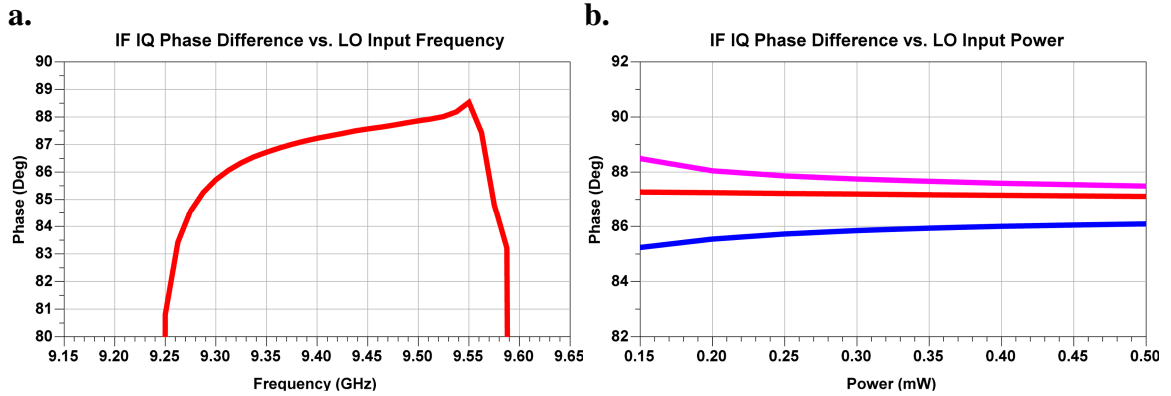 a.
IF IQ Phase Difference vs. LO Input Frequency
Phase (Deg)
90
89
88
87
86
85
84
83
82
81
80
9.15 9.20 9.25 9.30 9.35 9.40 9.45 9.50 9.55 9.60 9.65
Frequency (GHz)
b.
IF IQ Phase Difference vs. LO Input Power
Phase (Deg)
92
90
88
86
84
82
0.15 0.20 0.25 0.30 0.35 0.40 0.45 0.50
Power (mW)